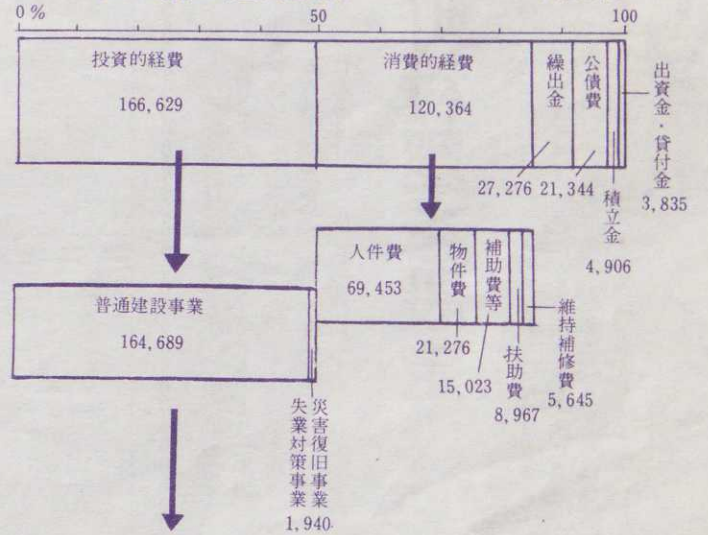 0 %
50
100
投資的経費
166,629
消費的経費
120,364
繰出金
27,276
公債費
21,344
積立金
4,906
出資金・貸付金
3,835
人件費
69,453
物件費
21,276
補助費等
15,023
扶助費
8,967
維持補修費
5,645
普通建設事業
164,689
災害復旧事業
失業対策事業
1,940